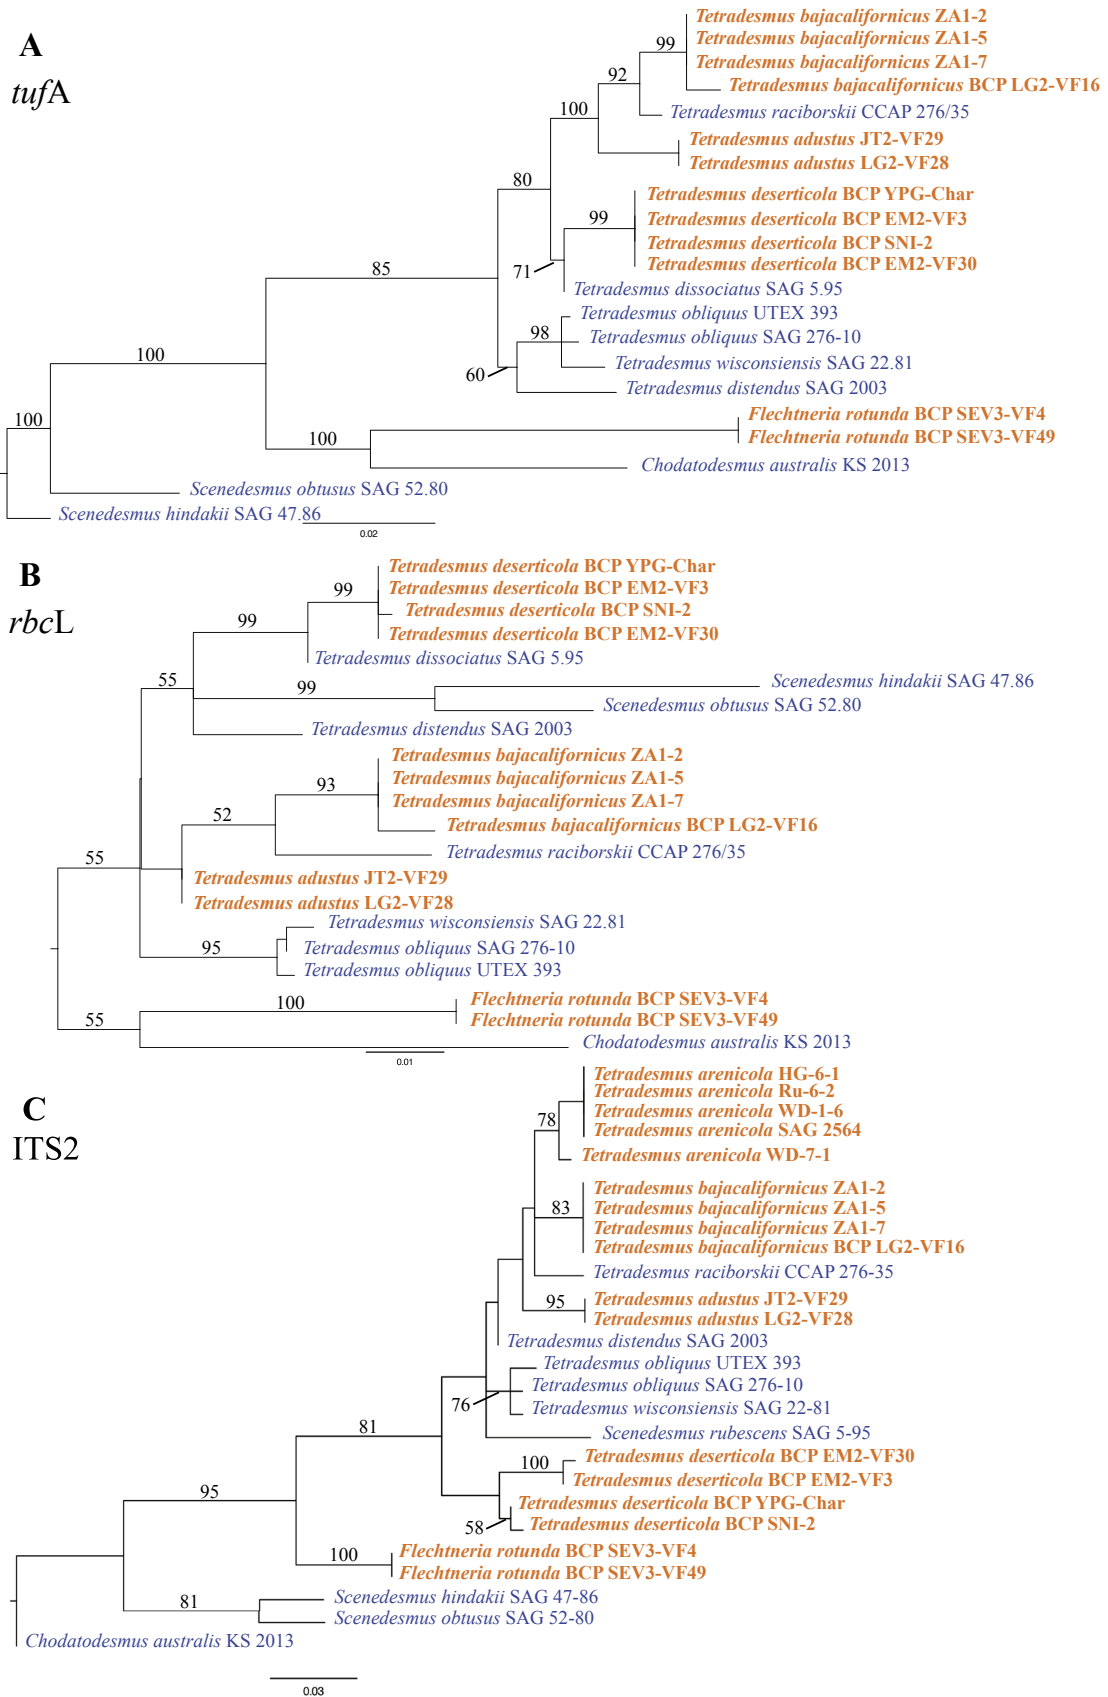 A
tufA
Tetradesmus bajacalifornicus ZA1-2
99
Tetradesmus bajacalifornicus ZA1-5
Tetradesmus bajacalifornicus ZA1-7
92
Tetradesmus bajacalifornicus BCP LG2-VF16
100
Tetradesmus raciborskii CCAP 276/35
Tetradesmus adustus JT2-VF29
Tetradesmus adustus LG2-VF28
80
Tetradesmus deserticola BCP YPG-Char
99
Tetradesmus deserticola BCP EM2-VF3
Tetradesmus deserticola BCP SNI-2
85
71
Tetradesmus deserticola BCP EM2-VF30
Tetradesmus dissociatus SAG 5.95
Tetradesmus obliquus UTEX 393
98
Tetradesmus obliquus SAG 276-10
100
Tetradesmus wisconsiensis SAG 22.81
60
Tetradesmus distendus SAG 2003
100
Flechtneria rotunda BCP SEV3-VF4
100
Flechtneria rotunda BCP SEV3-VF49
Chodatodesmus australis KS 2013
Scenedesmus obtusus SAG 52.80
Scenedesmus hindakii SAG 47.86
0.02
B
rbcL
Tetradesmus deserticola BCP YPG-Char
99
Tetradesmus deserticola BCP EM2-VF3
Tetradesmus deserticola BCP SNI-2
99
Tetradesmus deserticola BCP EM2-VF30
Tetradesmus dissociatus SAG 5.95
55
99
Scenedesmus hindakii SAG 47.86
Scenedesmus obtusus SAG 52.80
Tetradesmus distendus SAG 2003
Tetradesmus bajacalifornicus ZA1-2
93
Tetradesmus bajacalifornicus ZA1-5
Tetradesmus bajacalifornicus ZA1-7
52
Tetradesmus bajacalifornicus BCP LG2-VF16
Tetradesmus raciborskii CCAP 276/35
55
Tetradesmus adustus JT2-VF29
Tetradesmus adustus LG2-VF28
Tetradesmus wisconsiensis SAG 22.81
95
Tetradesmus obliquus SAG 276-10
Tetradesmus obliquus UTEX 393
100
Flechtneria rotunda BCP SEV3-VF4
55
Flechtneria rotunda BCP SEV3-VF49
Chodatodesmus australis KS 2013
0.01
C
ITS2
Tetradesmus arenicola HG-6-1
Tetradesmus arenicola Ru-6-2
Tetradesmus arenicola WD-1-6
78
Tetradesmus arenicola SAG 2564
Tetradesmus arenicola WD-7-1
Tetradesmus bajacalifornicus ZA1-2
83
Tetradesmus bajacalifornicus ZA1-5
Tetradesmus bajacalifornicus ZA1-7
Tetradesmus bajacalifornicus BCP LG2-VF16
Tetradesmus raciborskii CCAP 276-35
95
Tetradesmus adustus JT2-VF29
Tetradesmus adustus LG2-VF28
Tetradesmus distendus SAG 2003
Tetradesmus obliquus UTEX 393
Tetradesmus obliquus SAG 276-10
76
Tetradesmus wisconsiensis SAG 22-81
81
Scenedesmus rubescens SAG 5-95
100
Tetradesmus deserticola BCP EM2-VF30
Tetradesmus deserticola BCP EM2-VF3
95
Tetradesmus deserticola BCP YPG-Char
58
Tetradesmus deserticola BCP SNI-2
100
Flechtneria rotunda BCP SEV3-VF4
Flechtneria rotunda BCP SEV3-VF49
81
Scenedesmus hindakii SAG 47-86
Scenedesmus obtusus SAG 52-80
Chodatodesmus australis KS 2013
0.03